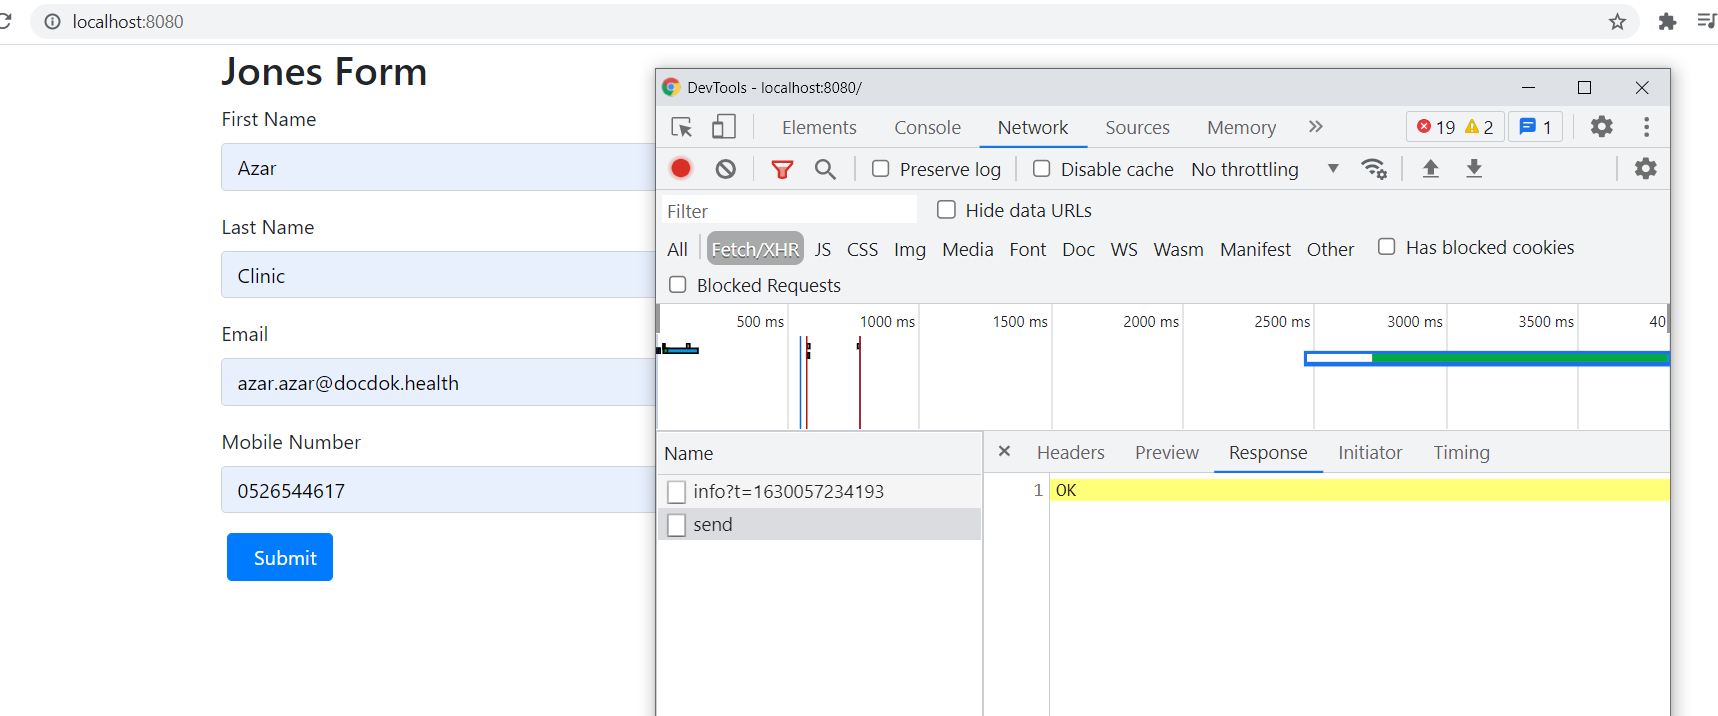 localhost:8080
Jones Form
First Name
Azar
Last Name
Clinic
Email
azar.azar@docdok.health
Mobile Number
0526544617
Submit
DevTools - localhost:8080/
Elements Console Network Sources Memory » 19 2 1
Preserve log Disable cache No throttling
Filter Hide data URLs
All Fetch/XHR JS CSS Img Media Font Doc WS Wasm Manifest Other Has blocked cookies
Blocked Requests
500 ms 1000 ms 1500 ms 2000 ms 2500 ms 3000 ms 3500 ms 40
Name
info?t=1630057234193
send
Headers Preview Response Initiator Timing
1 OK